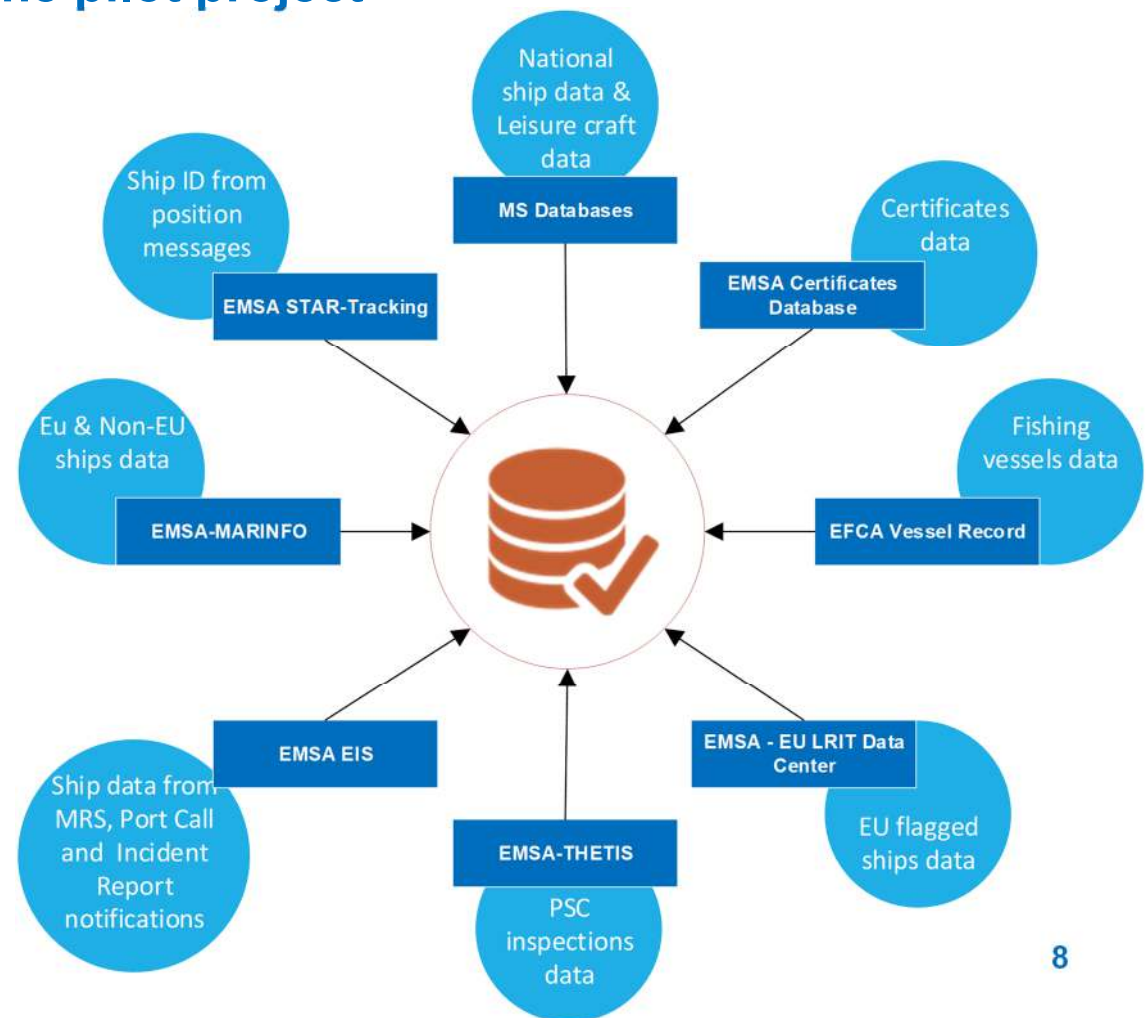 pilot project
National
ship data &
Leisure craft
data
MS Databases
Ship ID from
position
messages
EMSA STAR-Tracking
Certificates
data
EMSA Certificates
Database
Eu & Non-EU
ships data
EMSA-MARINFO
Fishing
vessels data
EFCA Vessel Record
EMSA EIS
Ship data from
MRS, Port Call
and Incident
Report
notifications
EMSA-THETIS
PSC
inspections
data
EMSA - EU LRIT Data
Center
EU flagged
ships data
8